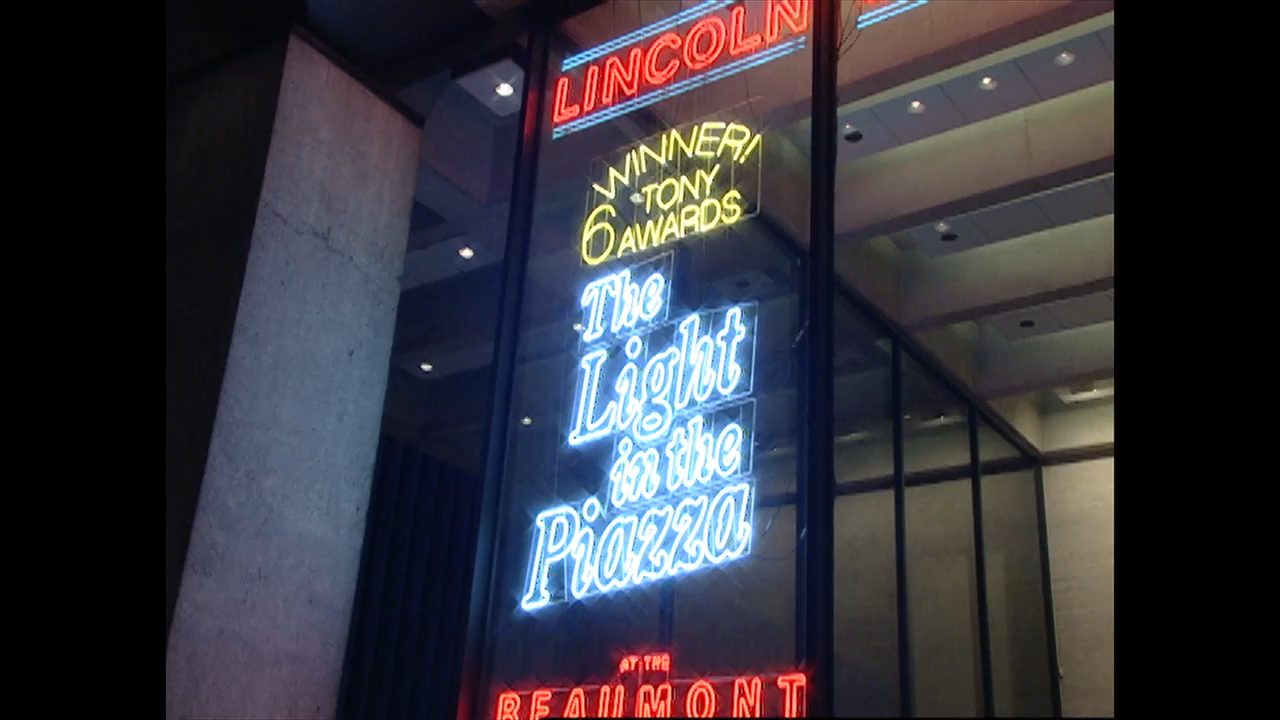 LINCOLN
WINNER!
6 TONY
AWARDS
The
Light
in the
Piazza
AT THE
BEAUMONT